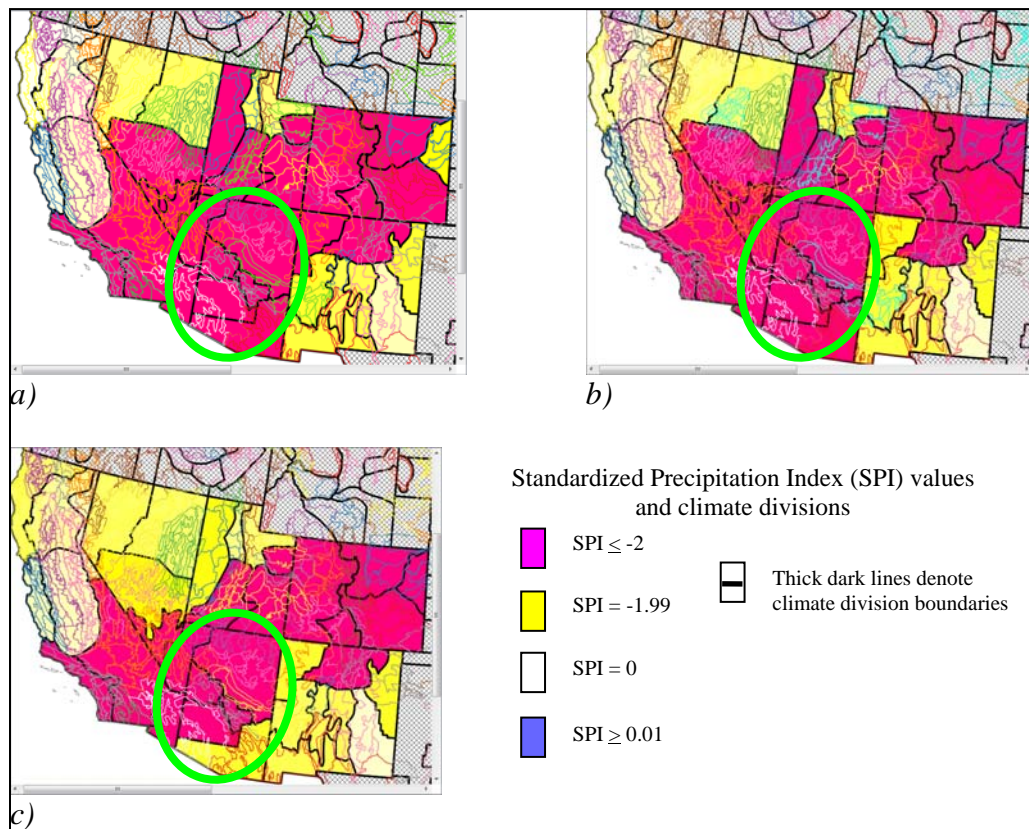 a)
b)
c)
Standardized Precipitation Index (SPI) values
and climate divisions
SPI ≤ -2
SPI = -1.99
SPI = 0
SPI ≥ 0.01
Thick dark lines denote
climate division boundaries